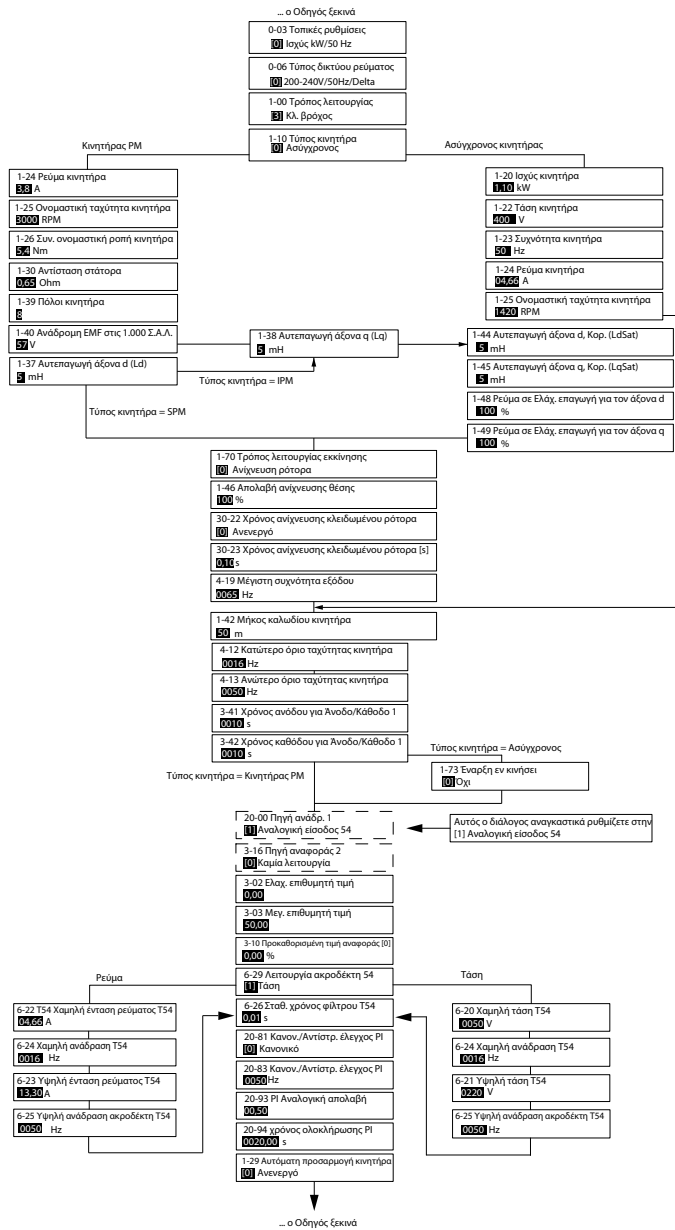 ... ο Οδηγός ξεκινά
0-03 Τοπικές ρυθμίσεις
[0] Ισχύς kW/50 Hz
0-06 Τύπος δικτύου ρεύματος
[0] 200-240V/50Hz/Delta
1-00 Τρόπος λειτουργίας
[3] Κλ. βρόχος
1-10 Τύπος κινητήρα
[0] Ασύγχρονος
Κινητήρας PM
Ασύγχρονος κινητήρας
1-24 Ρεύμα κινητήρα
3,8 A
1-25 Ονομαστική ταχύτητα κινητήρα
3000 RPM
1-26 Συν. ονομαστική ροπή κινητήρα
5,4 Nm
1-30 Αντίσταση στάτορα
0,65 Ohm
1-39 Πόλοι κινητήρα
8
1-40 Ανάδρομη EMF στις 1.000 Σ.Α.Λ.
57 V
1-37 Αυτεπαγωγή άξονα d (Ld)
5 mH
1-20 Ισχύς κινητήρα
1,10 kW
1-22 Τάση κινητήρα
400 V
1-23 Συχνότητα κινητήρα
50 Hz
1-24 Ρεύμα κινητήρα
04,66 A
1-25 Ονομαστική ταχύτητα κινητήρα
1420 RPM
1-38 Αυτεπαγωγή άξονα q (Lq)
5 mH
Τύπος κινητήρα = IPM
Τύπος κινητήρα = SPM
1-44 Αυτεπαγωγή άξονα d, Κορ. (LdSat)
5 mH
1-45 Αυτεπαγωγή άξονα q, Κορ. (LqSat)
5 mH
1-48 Ρεύμα σε Ελάχ. επαγωγή για τον άξονα d
100 %
1-49 Ρεύμα σε Ελάχ. επαγωγή για τον άξονα q
100 %
1-70 Τρόπος λειτουργίας εκκίνησης
[0] Ανίχνευση ρότορα
1-46 Απολαβή ανίχνευσης θέσης
100 %
30-22 Χρόνος ανίχνευσης κλειδωμένου ρότορα
[0] Ανενεργό
30-23 Χρόνος ανίχνευσης κλειδωμένου ρότορα [s]
0,10 s
4-19 Μέγιστη συχνότητα εξόδου
0065 Hz
1-42 Μήκος καλωδίου κινητήρα
50 m
4-12 Κατώτερο όριο ταχύτητας κινητήρα
0016 Hz
4-13 Ανώτερο όριο ταχύτητας κινητήρα
0050 Hz
3-41 Χρόνος ανόδου για Άνοδο/Κάθοδο 1
0010 s
3-42 Χρόνος καθόδου για Άνοδο/Κάθοδο 1
0010 s
Τύπος κινητήρα = Ασύγχρονος
Τύπος κινητήρα = Κινητήρας PM
1-73 Έναρξη εν κινήσει
[0] Όχι
20-00 Πηγή ανάδρ. 1
[1] Αναλογική είσοδος 54
Αυτός ο διάλογος αναγκαστικά ρυθμίζετε στην
[1] Αναλογική είσοδος 54
3-16 Πηγή αναφοράς 2
[0] Καμία λειτουργία
3-02 Ελαχ. επιθυμητή τιμή
0,00
3-03 Μεγ. επιθυμητή τιμή
50,00
3-10 Προκαθορισμένη τιμή αναφοράς [0]
0,00 %
Ρεύμα
6-29 Λειτουργία ακροδέκτη 54
[1] Τάση
Τάση
6-22 T54 Χαμηλή ένταση ρεύματος T54
04,66 A
6-24 Χαμηλή ανάδραση T54
0016 Hz
6-23 Υψηλή ένταση ρεύματος T54
13,30 A
6-25 Υψηλή ανάδραση ακροδέκτη T54
0050 Hz
6-26 Σταθ. χρόνος φίλτρου T54
0,01 s
20-81 Κανον./Αντίστρ. έλεγχος PI
[0] Κανονικό
20-83 Κανον./Αντίστρ. έλεγχος PI
0050 Hz
20-93 PI Αναλογική απολαβή
00,50
20-94 χρόνος ολοκλήρωσης PI
0020,00 s
1-29 Αυτόματη προσαρμογή κινητήρα
[0] Ανενεργό
6-20 Χαμηλή τάση T54
0050 V
6-24 Χαμηλή ανάδραση T54
0016 Hz
6-21 Υψηλή τάση T54
0220 V
6-25 Υψηλή ανάδραση ακροδέκτη T54
0050 Hz
... ο Οδηγός ξεκινά